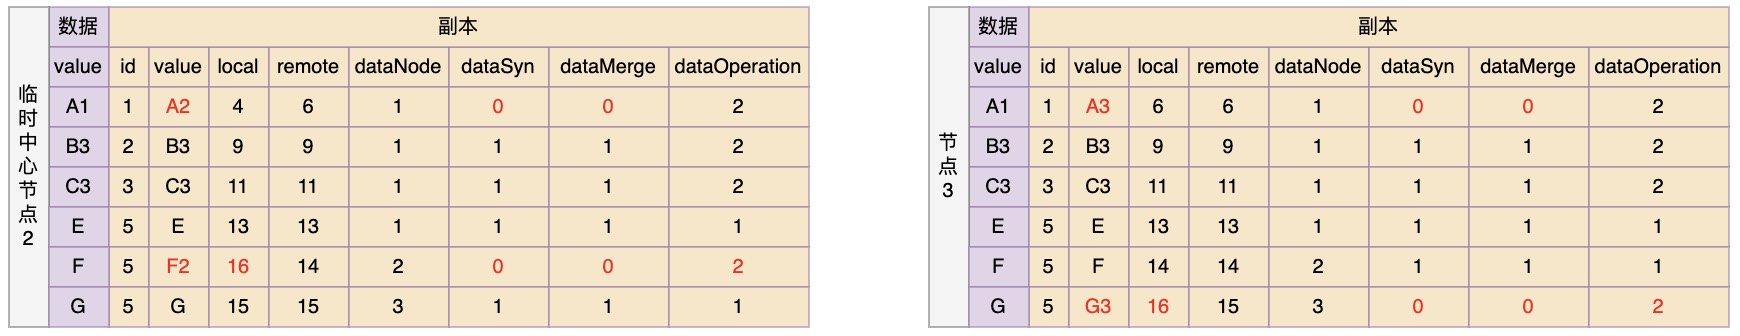 临时中心节点2
数据 副本
value id value local remote dataNode dataSyn dataMerge dataOperation
A1 1 A2 4 6 1 0 0 2
B3 2 B3 9 9 1 1 1 2
C3 3 C3 11 11 1 1 1 2
E 5 E 13 13 1 1 1 1
F 5 F2 16 14 2 0 0 2
G 5 G 15 15 3 1 1 1
节点3
数据 副本
value id value local remote dataNode dataSyn dataMerge dataOperation
A1 1 A3 6 6 1 0 0 2
B3 2 B3 9 9 1 1 1 2
C3 3 C3 11 11 1 1 1 2
E 5 E 13 13 1 1 1 1
F 5 F 14 14 2 1 1 1
G 5 G3 16 15 3 0 0 2